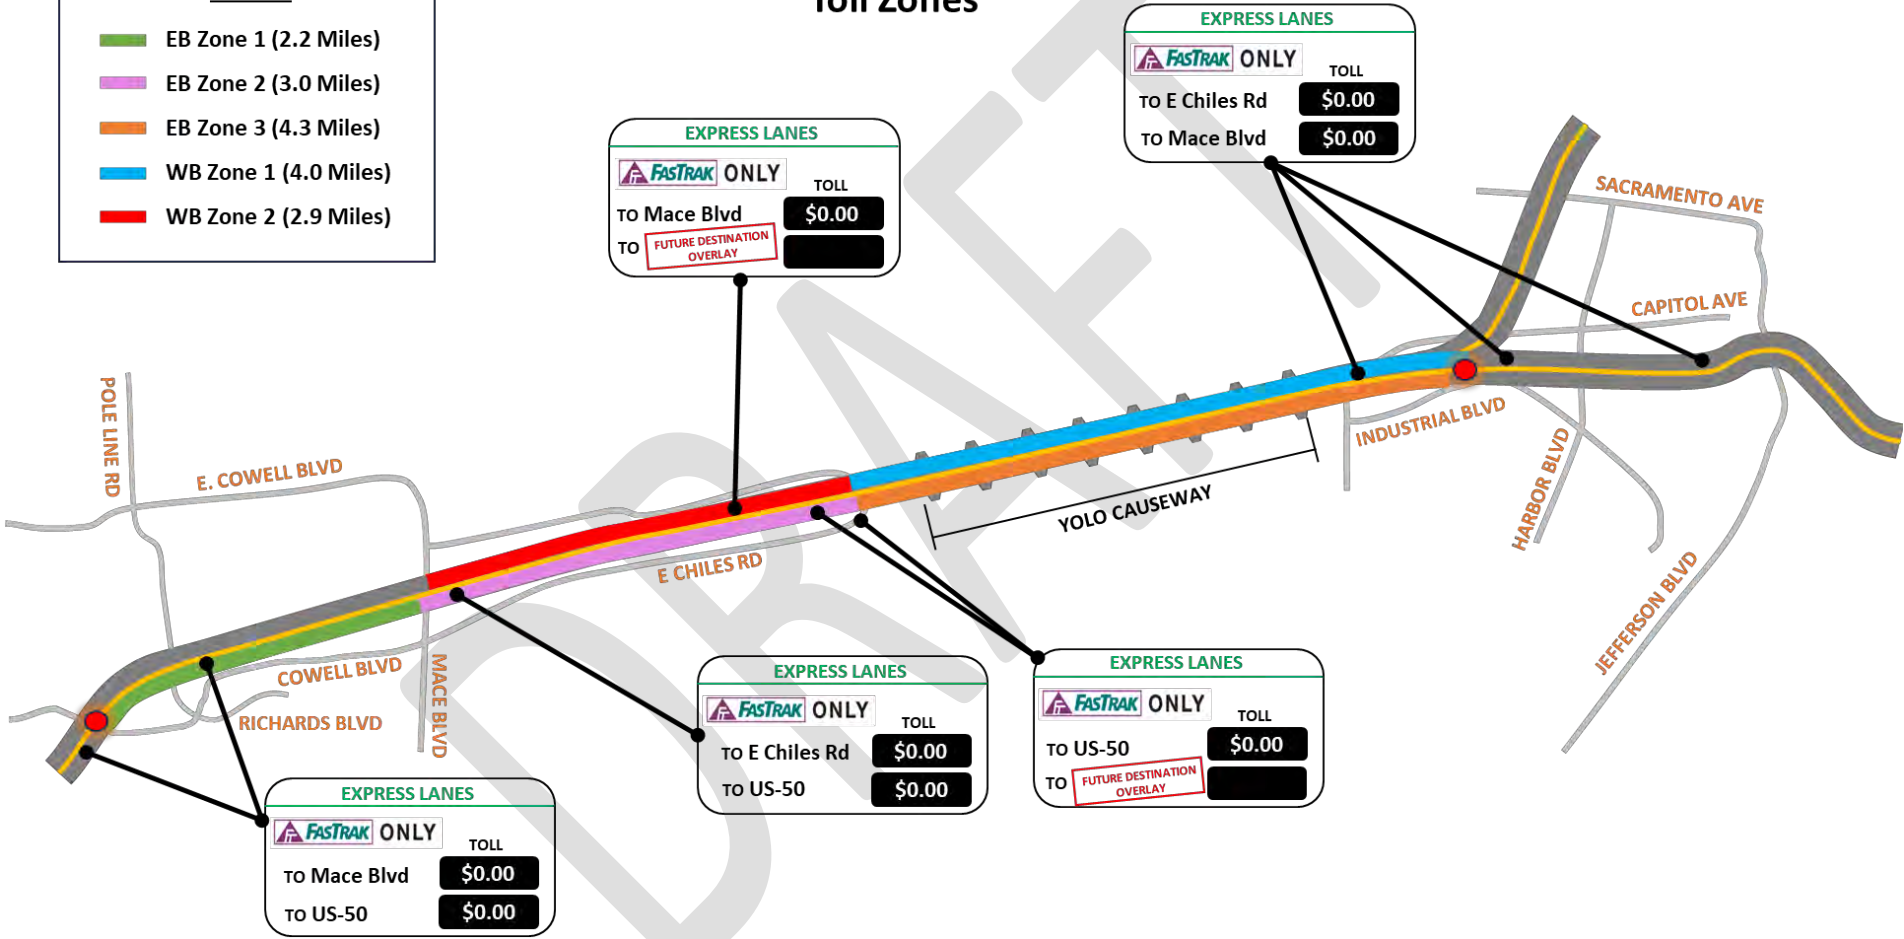 Toll Zones
EB Zone 1 (2.2 Miles)
EB Zone 2 (3.0 Miles)
EB Zone 3 (4.3 Miles)
WB Zone 1 (4.0 Miles)
WB Zone 2 (2.9 Miles)
EXPRESS LANES
FASTRAK ONLY
TOLL
TO E Chiles Rd $0.00
TO Mace Blvd $0.00
EXPRESS LANES
FASTRAK ONLY
TOLL
TO Mace Blvd $0.00
TO FUTURE DESTINATION
OVERLAY
SACRAMENTO AVE
CAPITOL AVE
POLE LINE RD
E. COWELL BLVD
INDUSTRIAL BLVD
HARBOR BLVD
YOLO CAUSEWAY
E CHILES RD
JEFFERSON BLVD
COWELL BLVD
MACE BLVD
RICHARDS BLVD
EXPRESS LANES
FASTRAK ONLY
TOLL
TO E Chiles Rd $0.00
TO US-50 $0.00
EXPRESS LANES
FASTRAK ONLY
TOLL
TO US-50 $0.00
TO FUTURE DESTINATION
OVERLAY
EXPRESS LANES
FASTRAK ONLY
TOLL
TO Mace Blvd $0.00
TO US-50 $0.00
DRAFT